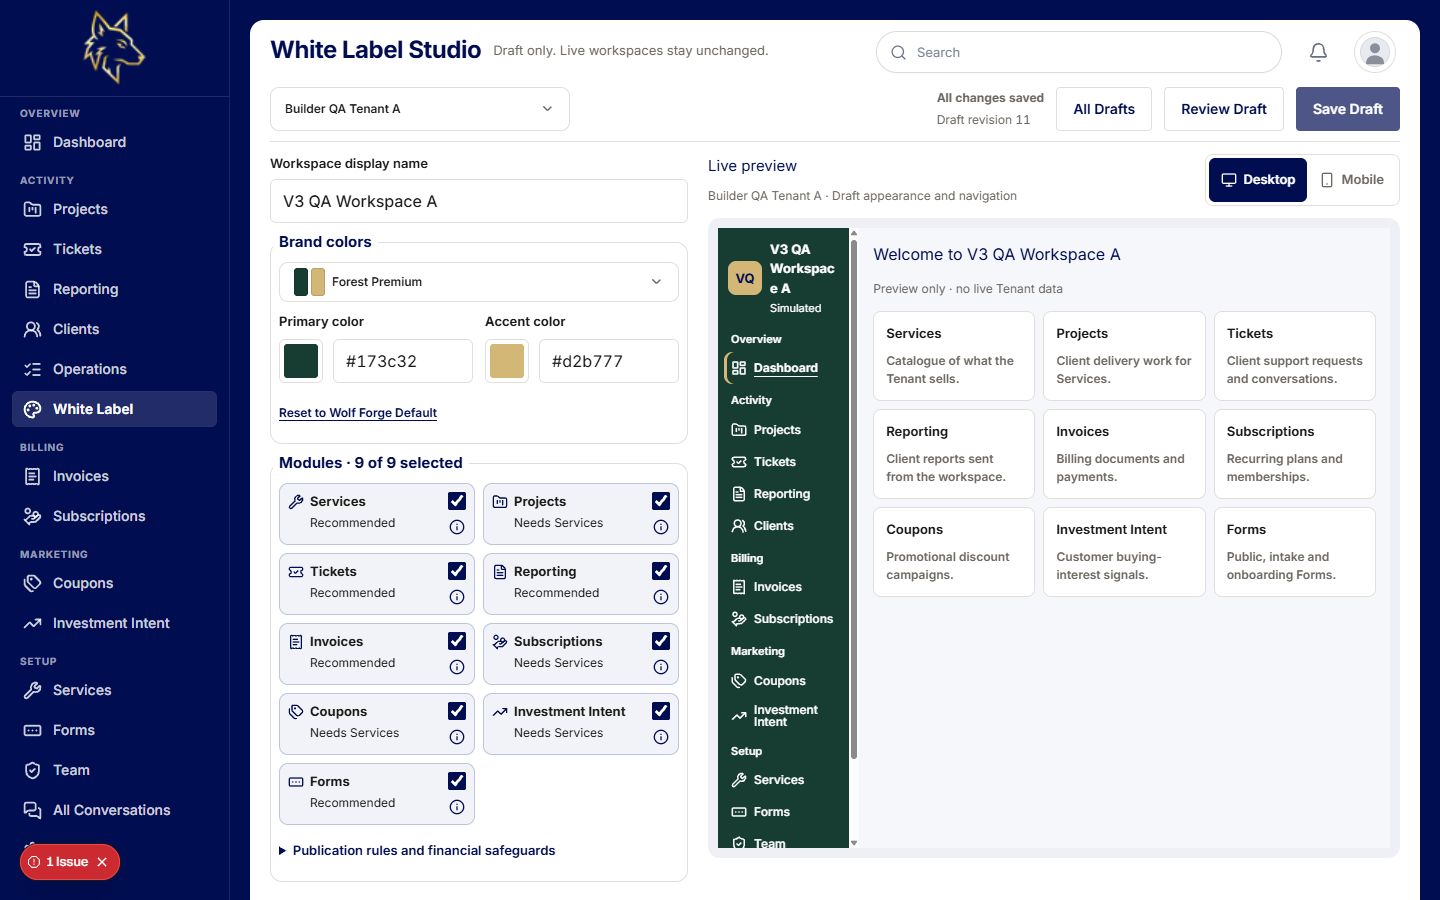 OVERVIEW
Dashboard
ACTIVITY
Projects
Tickets
Reporting
Clients
Operations
White Label
BILLING
Invoices
Subscriptions
MARKETING
Coupons
Investment Intent
SETUP
Services
Forms
Team
All Conversations
1 Issue
White Label Studio
Draft only. Live workspaces stay unchanged.
Search
Builder QA Tenant A
All changes saved
Draft revision 11
All Drafts
Review Draft
Save Draft
Workspace display name
V3 QA Workspace A
Brand colors
Forest Premium
Primary color
Accent color
#173c32
#d2b777
Reset to Wolf Forge Default
Modules · 9 of 9 selected
Services
Recommended
Projects
Needs Services
Tickets
Recommended
Reporting
Recommended
Invoices
Recommended
Subscriptions
Needs Services
Coupons
Needs Services
Investment Intent
Needs Services
Forms
Recommended
Publication rules and financial safeguards
Live preview
Builder QA Tenant A · Draft appearance and navigation
Desktop
Mobile
VQ
V3 QA
Workspac
e A
Simulated
Overview
Dashboard
Activity
Projects
Tickets
Reporting
Clients
Billing
Invoices
Subscriptions
Marketing
Coupons
Investment
Intent
Setup
Services
Forms
Team
Welcome to V3 QA Workspace A
Preview only · no live Tenant data
Services
Catalogue of what the
Tenant sells.
Projects
Client delivery work for
Services.
Tickets
Client support requests
and conversations.
Reporting
Client reports sent
from the workspace.
Invoices
Billing documents and
payments.
Subscriptions
Recurring plans and
memberships.
Coupons
Promotional discount
campaigns.
Investment Intent
Customer buying-
interest signals.
Forms
Public, intake and
onboarding Forms.